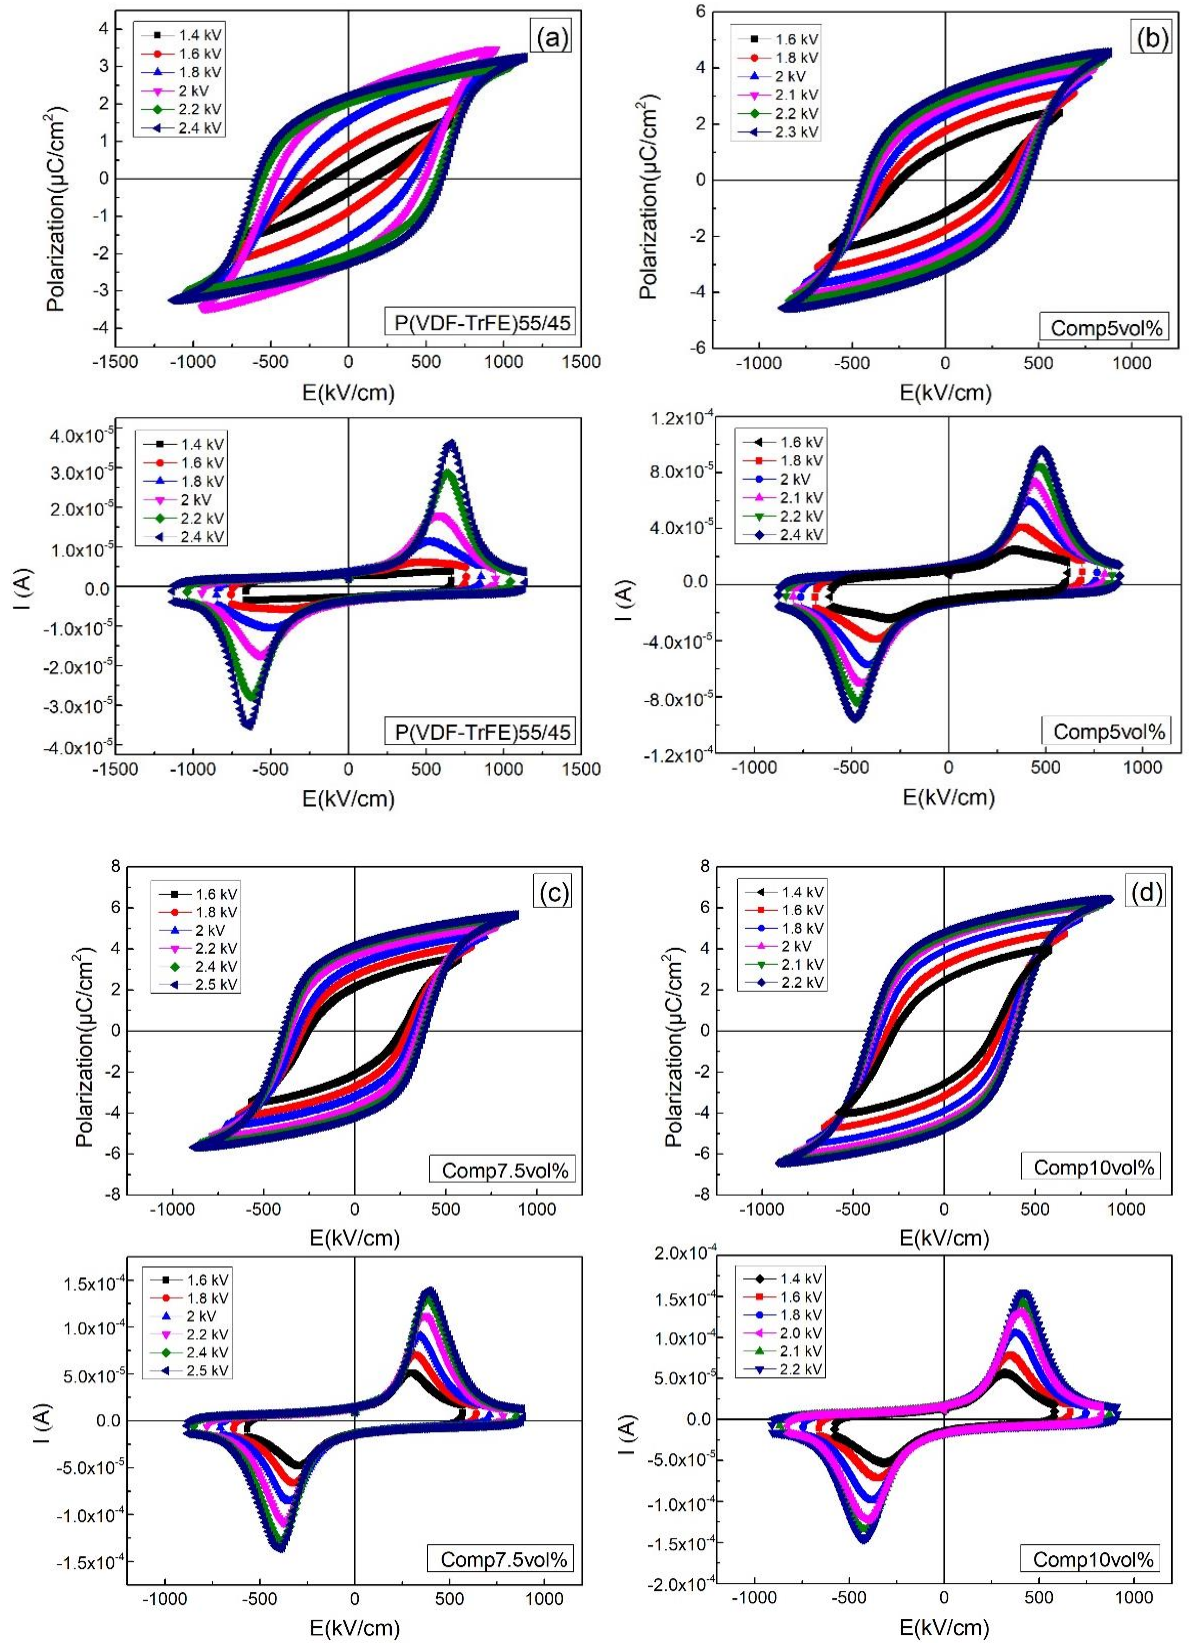 (a)
1.4 kV
1.6 kV
1.8 kV
2 kV
2.2 kV
2.4 kV
4
3
2
1
0
-1
-2
-3
-4
Polarization(μC/cm²)
P(VDF-TrFE)55/45
-1500 -1000 -500 0 500 1000 1500
E(kV/cm)
(b)
1.6 kV
1.8 kV
2 kV
2.1 kV
2.2 kV
2.3 kV
6
4
2
0
-2
-4
-6
Polarization(μC/cm²)
Comp5vol%
-1000 -500 0 500 1000
E(kV/cm)
1.4 kV
1.6 kV
1.8 kV
2 kV
2.2 kV
2.4 kV
4.0x10⁻⁵
3.0x10⁻⁵
2.0x10⁻⁵
1.0x10⁻⁵
0.0
-1.0x10⁻⁵
-2.0x10⁻⁵
-3.0x10⁻⁵
-4.0x10⁻⁵
I (A)
P(VDF-TrFE)55/45
-1500 -1000 -500 0 500 1000 1500
E(kV/cm)
1.6 kV
1.8 kV
2 kV
2.1 kV
2.2 kV
2.4 kV
1.2x10⁻⁴
8.0x10⁻⁵
4.0x10⁻⁵
0.0
-4.0x10⁻⁵
-8.0x10⁻⁵
-1.2x10⁻⁴
I (A)
Comp5vol%
-1000 -500 0 500 1000
E(kV/cm)
(c)
1.6 kV
1.8 kV
2 kV
2.2 kV
2.4 kV
2.5 kV
8
6
4
2
0
-2
-4
-6
-8
Polarization(μC/cm²)
Comp7.5vol%
-1000 -500 0 500 1000
E(kV/cm)
(d)
1.4 kV
1.6 kV
1.8 kV
2 kV
2.1 kV
2.2 kV
8
6
4
2
0
-2
-4
-6
-8
Polarization(μC/cm²)
Comp10vol%
-1000 -500 0 500 1000
E(kV/cm)
1.6 kV
1.8 kV
2 kV
2.2 kV
2.4 kV
2.5 kV
1.5x10⁻⁴
1.0x10⁻⁴
5.0x10⁻⁵
0.0
-5.0x10⁻⁵
-1.0x10⁻⁴
-1.5x10⁻⁴
I (A)
Comp7.5vol%
-1000 -500 0 500 1000
E(kV/cm)
1.4 kV
1.6 kV
1.8 kV
2.0 kV
2.1 kV
2.2 kV
2.0x10⁻⁴
1.5x10⁻⁴
1.0x10⁻⁴
5.0x10⁻⁵
0.0
-5.0x10⁻⁵
-1.0x10⁻⁴
-1.5x10⁻⁴
-2.0x10⁻⁴
I (A)
Comp10vol%
-1000 -500 0 500 1000
E(kV/cm)